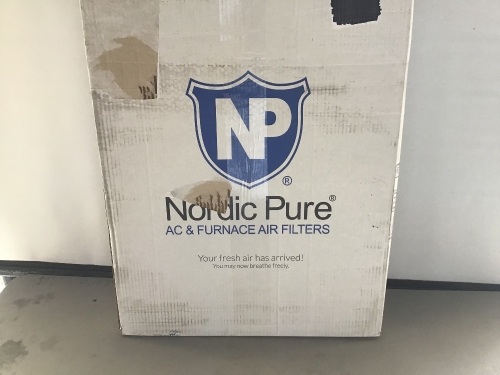 NP
®
Nordic Pure®
AC & FURNACE AIR FILTERS
Your fresh air has arrived!
You may now breathe freely.